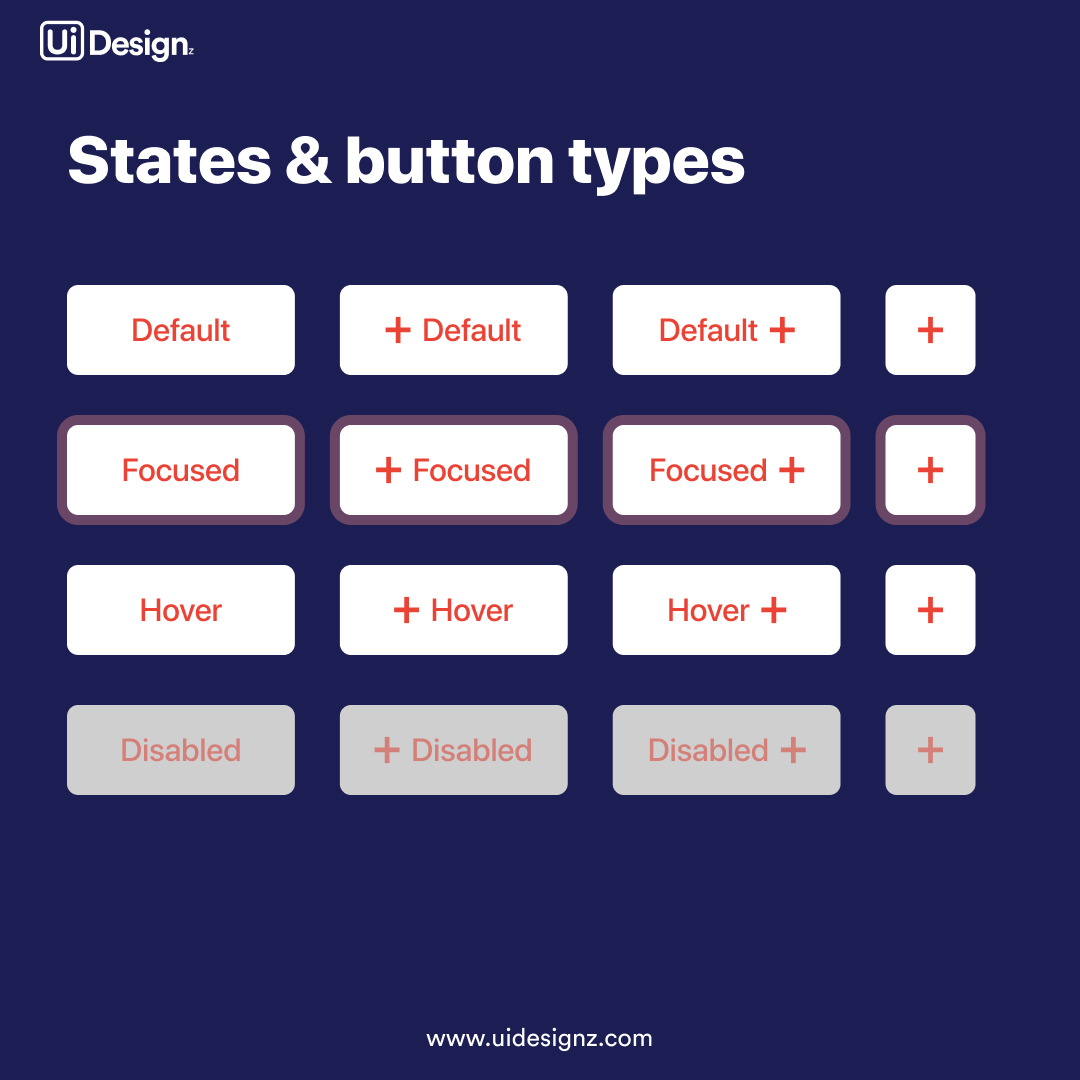 Ui Designz
States & button types
Default + Default Default + +
Focused + Focused Focused + +
Hover + Hover Hover + +
Disabled + Disabled Disabled + +
www.uidesignz.com